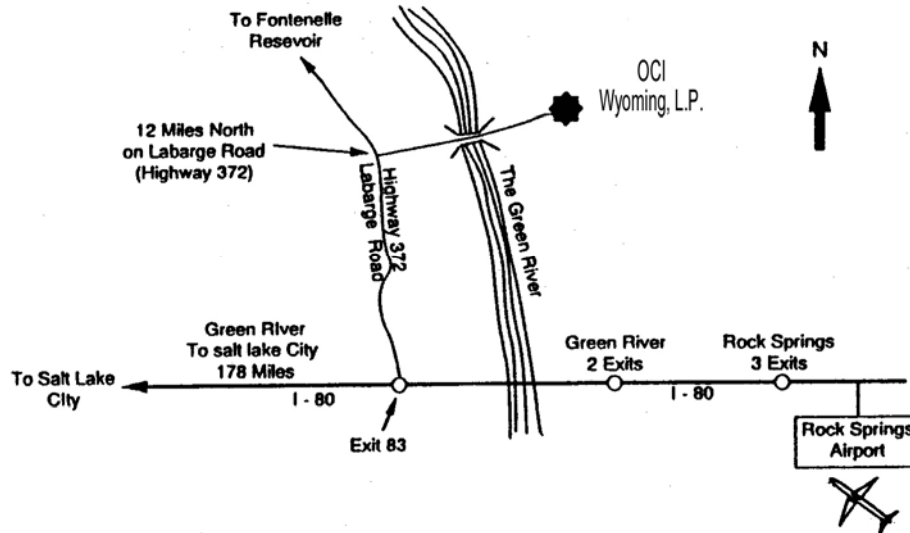 To Fontenelle
Resevoir
N
OCI
Wyoming, L.P.
12 Miles North
on Labarge Road
(Highway 372)
Highway 372
Labarge Road
The Green River
Green RIver
To salt lake City
178 Miles
Green River
2 Exits
Rock Springs
3 Exits
To Salt Lake
CIty
I - 80
I - 80
Exit 83
Rock Springs
Airport